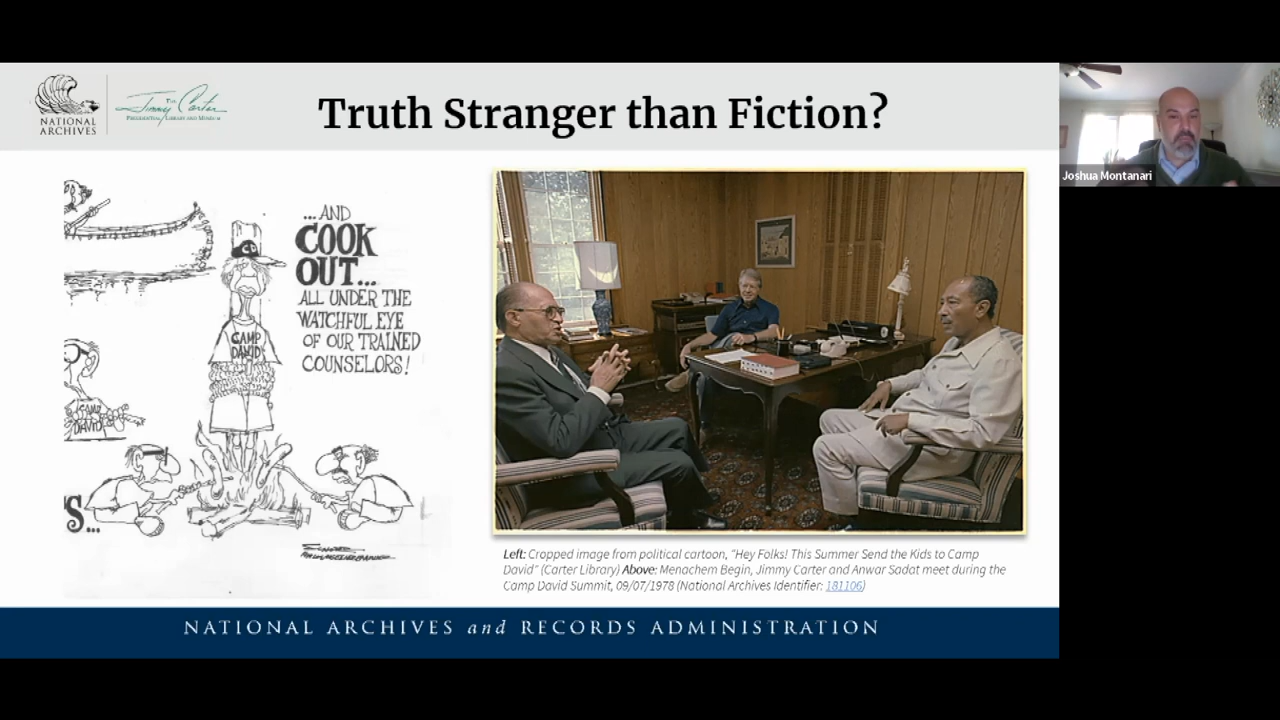 NATIONAL
ARCHIVES
THE
Jimmy Carter
PRESIDENTIAL LIBRARY AND MUSEUM
Truth Stranger than Fiction?
Joshua Montanari
...AND
COOK
OUT...
ALL UNDER THE
WATCHFUL EYE
OF OUR TRAINED
COUNSELORS!
CD
CAMP
DAVID
CAMP
DAVID
S...
Left: Cropped image from political cartoon, “Hey Folks! This Summer Send the Kids to Camp
David” (Carter Library) Above: Menachem Begin, Jimmy Carter and Anwar Sadat meet during the
Camp David Summit, 09/07/1978 (National Archives Identifier: 181106)
NATIONAL ARCHIVES and RECORDS ADMINISTRATION